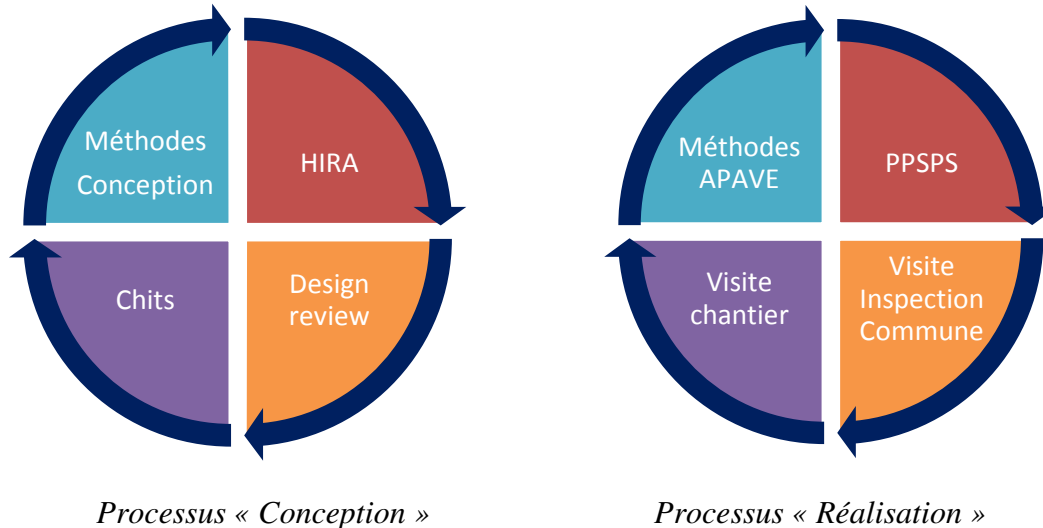 Méthodes
Conception
HIRA
Chits
Design
review
Processus « Conception »
Méthodes
APAVE
PPSPS
Visite
chantier
Visite
Inspection
Commune
Processus « Réalisation »